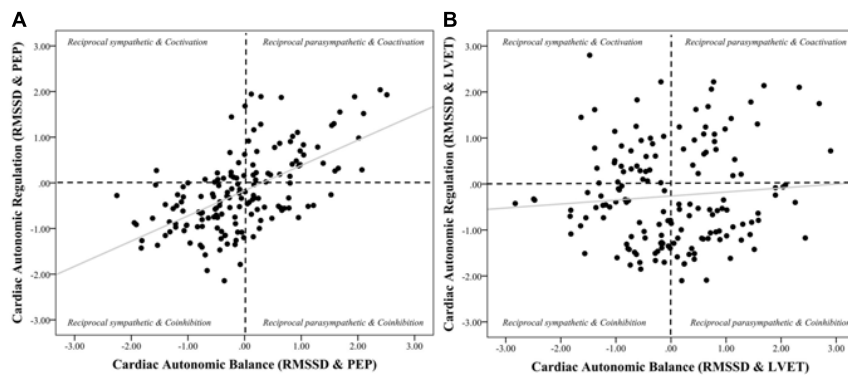 A
Cardiac Autonomic Regulation (RMSSD & PEP)
Reciprocal sympathetic & Coctivation
Reciprocal parasympathetic & Coactivation
3.00
2.00
1.00
.00
-1.00
-2.00
-3.00
Reciprocal sympathetic & Coinhibition
Reciprocal parasympathetic & Coinhibition
-3.00 -2.00 -1.00 .00 1.00 2.00 3.00
Cardiac Autonomic Balance (RMSSD & PEP)
B
Cardiac Autonomic Regulation (RMSSD & LVET)
Reciprocal sympathetic & Coctivation
Reciprocal parasympathetic & Coactivation
3.00
2.00
1.00
.00
-1.00
-2.00
-3.00
Reciprocal sympathetic & Coinhibition
Reciprocal parasympathetic & Coinhibition
-3.00 -2.00 -1.00 .00 1.00 2.00 3.00
Cardiac Autonomic Balance (RMSSD & LVET)